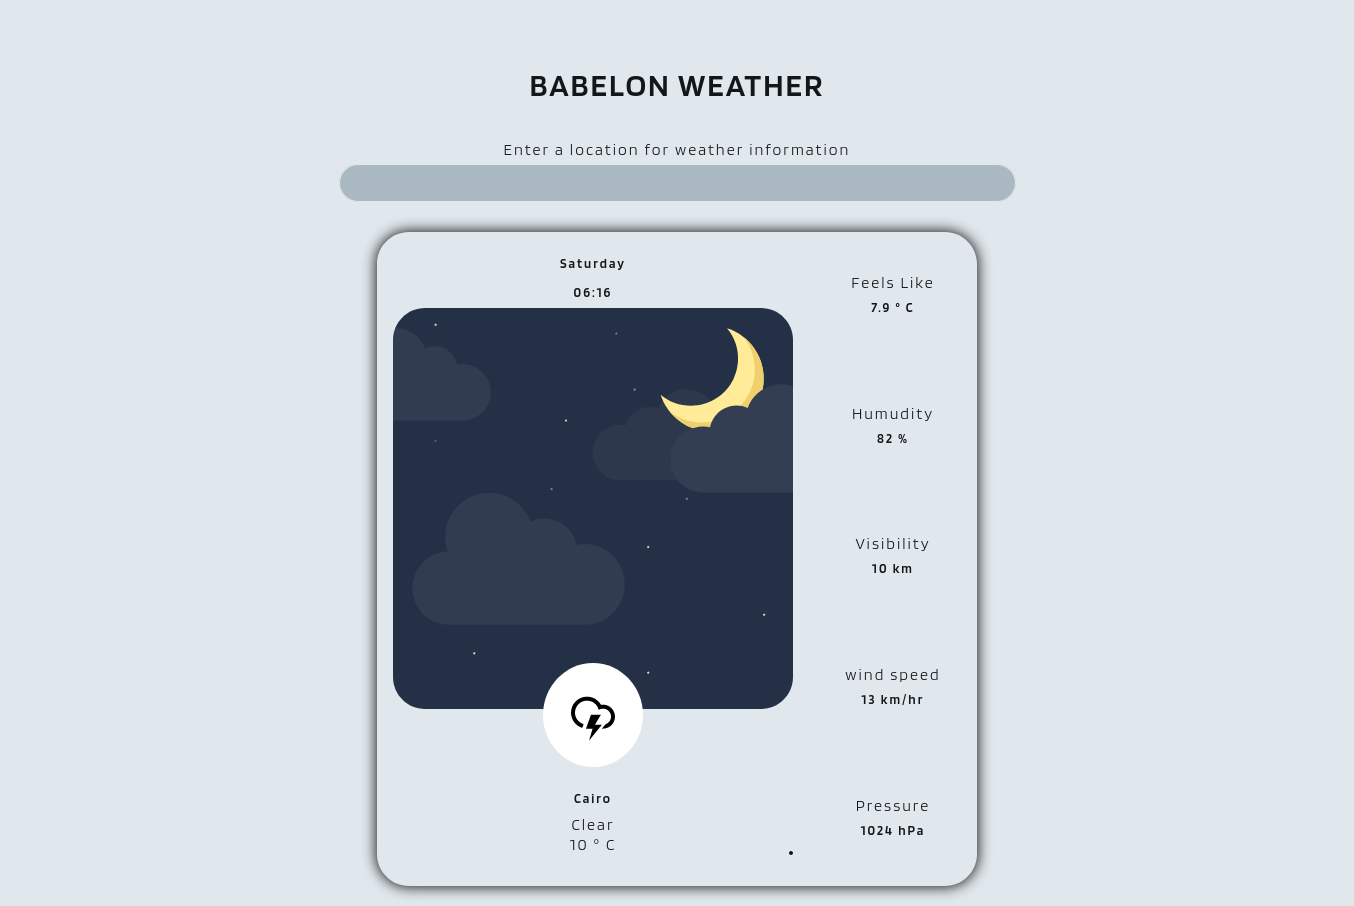 BABELON WEATHER
Enter a location for weather information
Saturday
06:16
Cairo
Clear
10 ° C
Feels Like
7.9 ° C
Humudity
82 %
Visibility
10 km
wind speed
13 km/hr
Pressure
1024 hPa